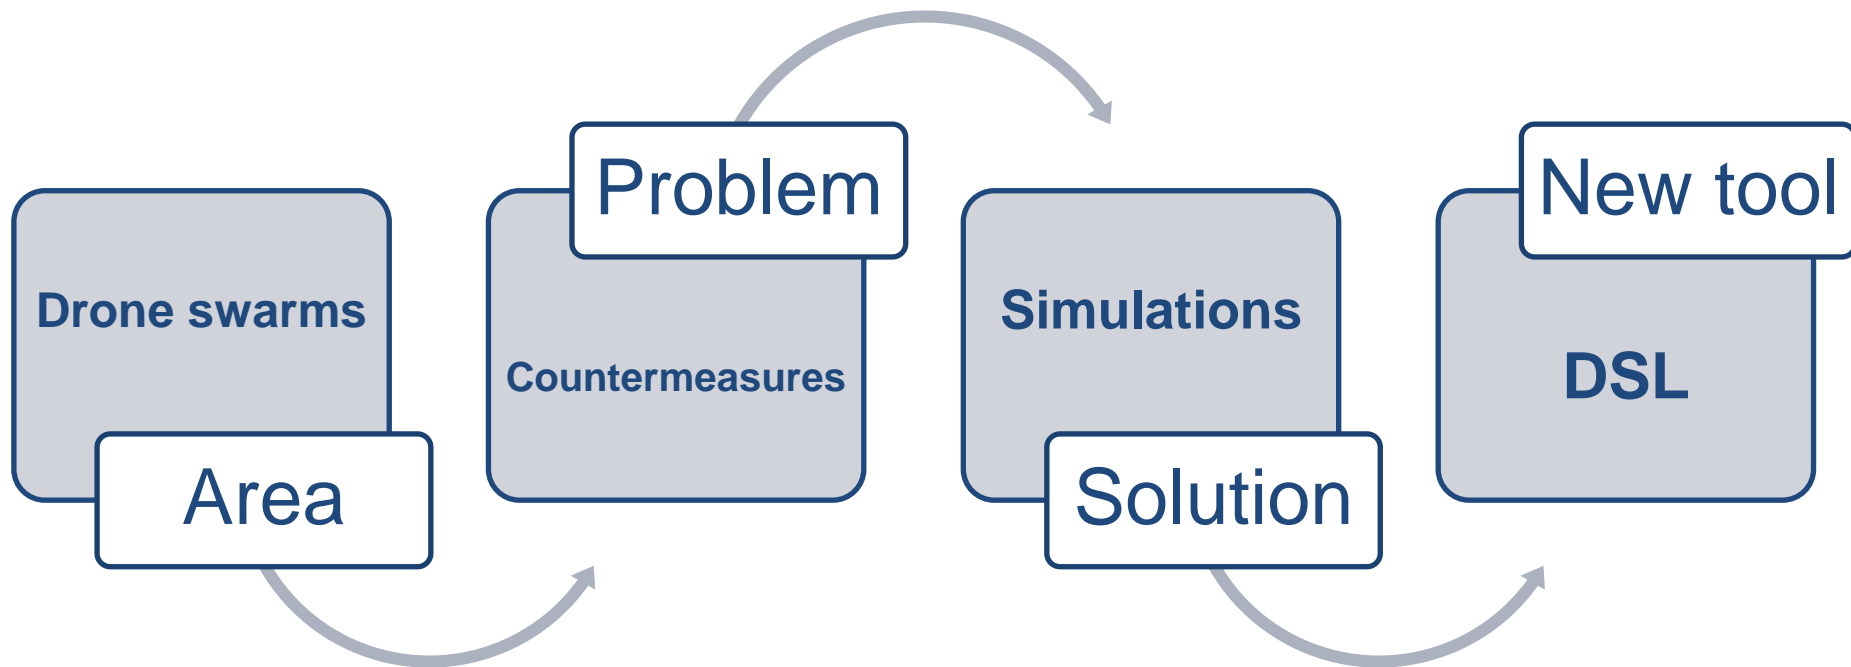 Drone swarms
Area
Problem
Countermeasures
Simulations
Solution
New tool
DSL